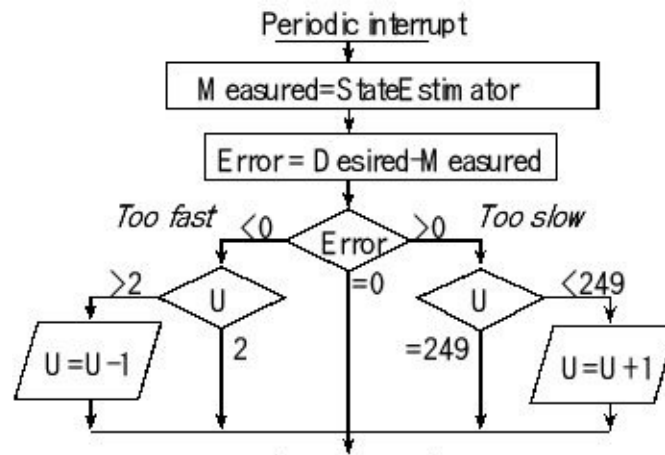 Periodic interrupt
Measured=StateEstimator
Error=Desired-Measured
Too fast
<0
Error
>0
Too slow
=0
>2
U
U
<249
U=U-1
2
=249
U=U+1